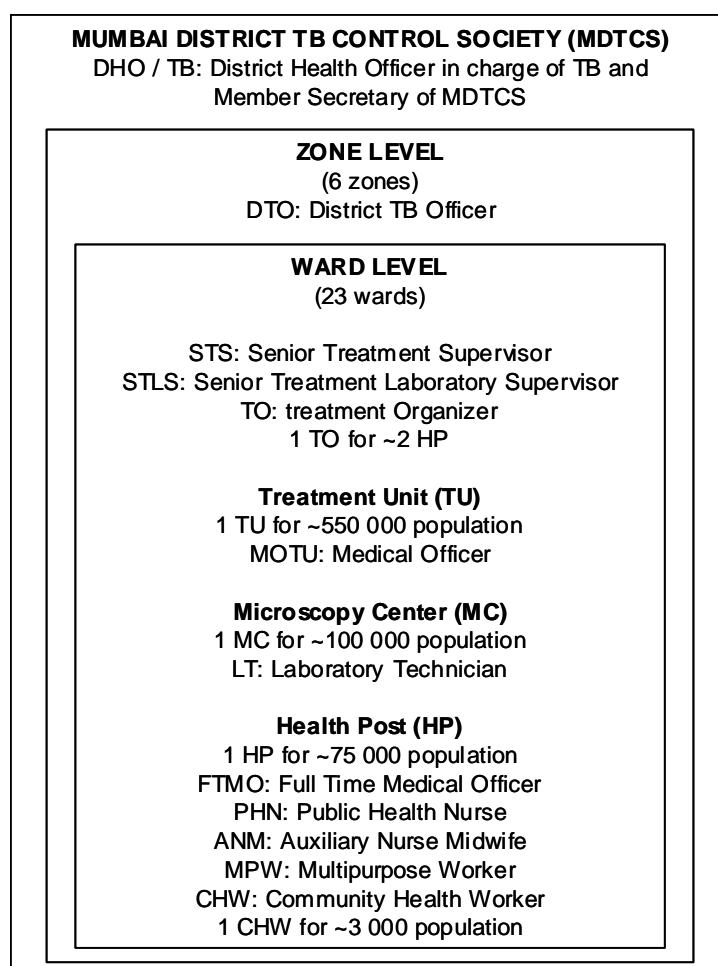 MUMBAI DISTRICT TB CONTROL SOCIETY (MDTCS)
DHO / TB: District Health Officer in charge of TB and
Member Secretary of MDTCS
ZONE LEVEL
(6 zones)
DTO: District TB Officer
WARD LEVEL
(23 wards)
STS: Senior Treatment Supervisor
STLS: Senior Treatment Laboratory Supervisor
TO: treatment Organizer
1 TO for ~2 HP
Treatment Unit (TU)
1 TU for ~550 000 population
MOTU: Medical Officer
Microscopy Center (MC)
1 MC for ~100 000 population
LT: Laboratory Technician
Health Post (HP)
1 HP for ~75 000 population
FTMO: Full Time Medical Officer
PHN: Public Health Nurse
ANM: Auxiliary Nurse Midwife
MPW: Multipurpose Worker
CHW: Community Health Worker
1 CHW for ~3 000 population